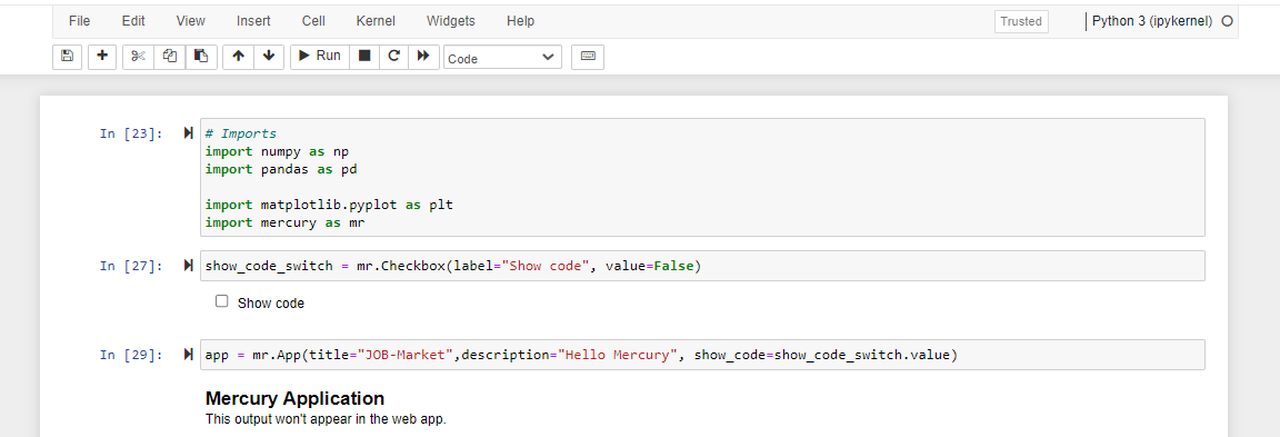 File Edit View Insert Cell Kernel Widgets Help Trusted Python 3 (ipykernel)
Run Code
In [23]: # Imports
import numpy as np
import pandas as pd
import matplotlib.pyplot as plt
import mercury as mr
In [27]: show_code_switch = mr.Checkbox(label="Show code", value=False)
Show code
In [29]: app = mr.App(title="JOB-Market",description="Hello Mercury", show_code=show_code_switch.value)
Mercury Application
This output won't appear in the web app.